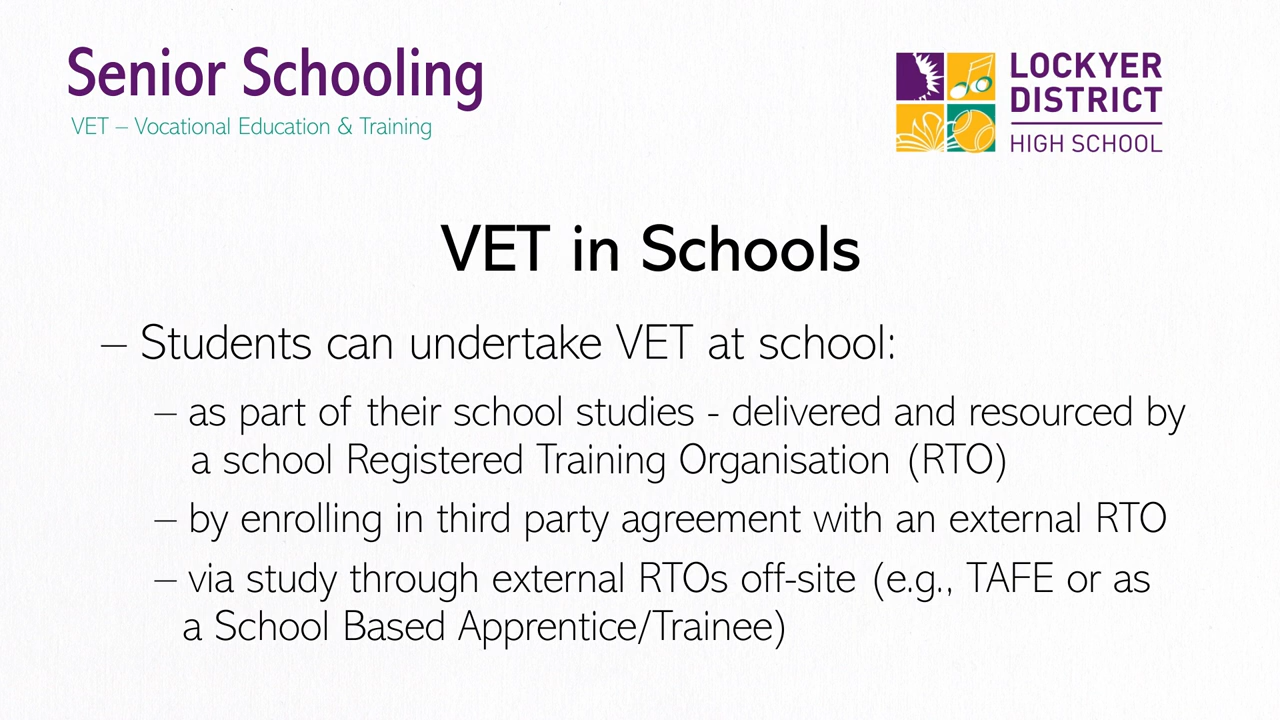 Senior Schooling
VET – Vocational Education & Training
LOCKYER
DISTRICT
HIGH SCHOOL
VET in Schools
– Students can undertake VET at school:
– as part of their school studies - delivered and resourced by
a school Registered Training Organisation (RTO)
– by enrolling in third party agreement with an external RTO
– via study through external RTOs off-site (e.g., TAFE or as
a School Based Apprentice/Trainee)